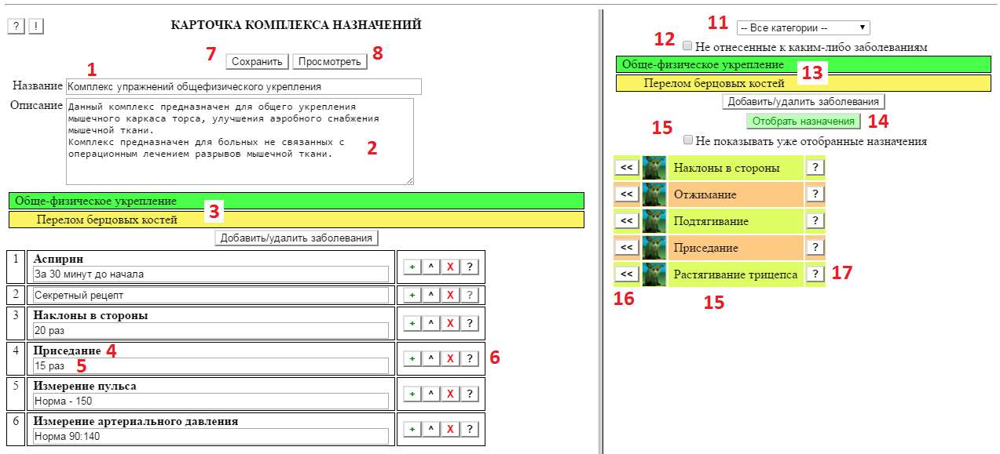 ? !
КАРТОЧКА КОМПЛЕКСА НАЗНАЧЕНИЙ
7 Сохранить Просмотреть 8
1
Название Комплекс упражнений общефизического укрепления
Описание Данный комплекс предназначен для общего укрепления
мышечного каркаса торса, улучшения аэробного снабжения
мышечной ткани.
Комплекс предназначен для больных не связанных с
операционным лечением разрывов мышечной ткани.
2
Обще-физическое укрепление
3
Перелом берцовых костей
Добавить/удалить заболевания
1 Аспирин
За 30 минут до начала
+ ^ X ?
2 Секретный рецепт + ^ X ?
3 Наклоны в стороны
20 раз
+ ^ X ?
4 Приседание 4
15 раз 5
+ ^ X ? 6
5 Измерение пульса
Норма - 150
+ ^ X ?
6 Измерение артериального давления
Норма 90:140
+ ^ X ?
11 -- Все категории --
12 Не отнесенные к каким-либо заболеваниям
Обще-физическое укрепление
13
Перелом берцовых костей
Добавить/удалить заболевания
Отобрать назначения 14
15 Не показывать уже отобранные назначения
<< Наклоны в стороны ?
<< Отжимание ?
<< Подтягивание ?
<< Приседание ?
<< Растягивание трицепса ? 17
16 15